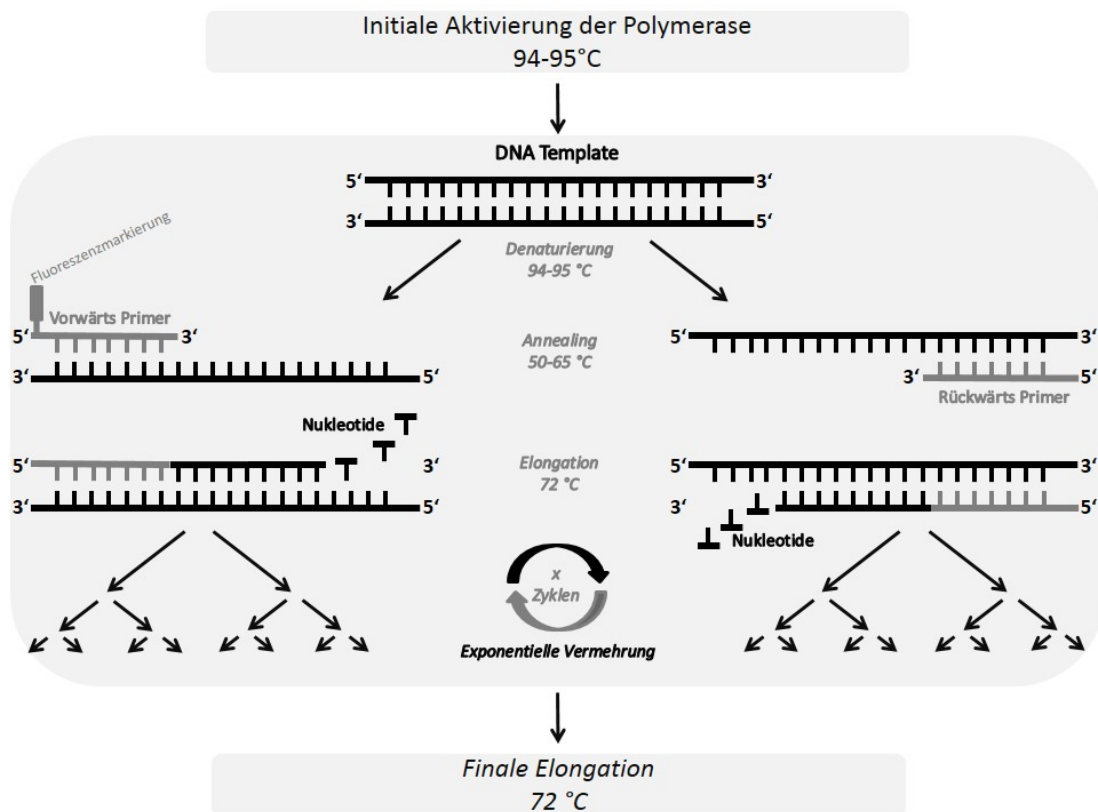 Initiale Aktivierung der Polymerase
94-95°C
DNA Template
5‘ 3‘
3‘ 5‘
Denaturierung
94-95 °C
Fluoreszenzmarkierung
Vorwärts Primer
5‘ 3‘
3‘ 5‘
Annealing
50-65 °C
5‘ 3‘
3‘ 5‘
Rückwärts Primer
Nukleotide
5‘ 3‘
3‘ 5‘
Elongation
72 °C
5‘ 3‘
3‘ 5‘
Nukleotide
x
Zyklen
Exponentielle Vermehrung
Finale Elongation
72 °C